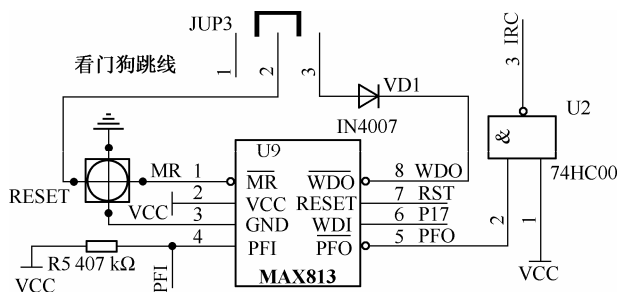 JUP3
看门狗跳线
1
2
3
VD1
IN4007
3
IRC
U2
&
74HC00
2
1
VCC
RESET
MR
1
VCC
2
3
4
U9
MR
VCC
GND
PFI
WDO
RESET
WDI
PFO
MAX813
8 WDO
7 RST
6 P17
5 PFO
VCC
R5 407 kΩ
PFI